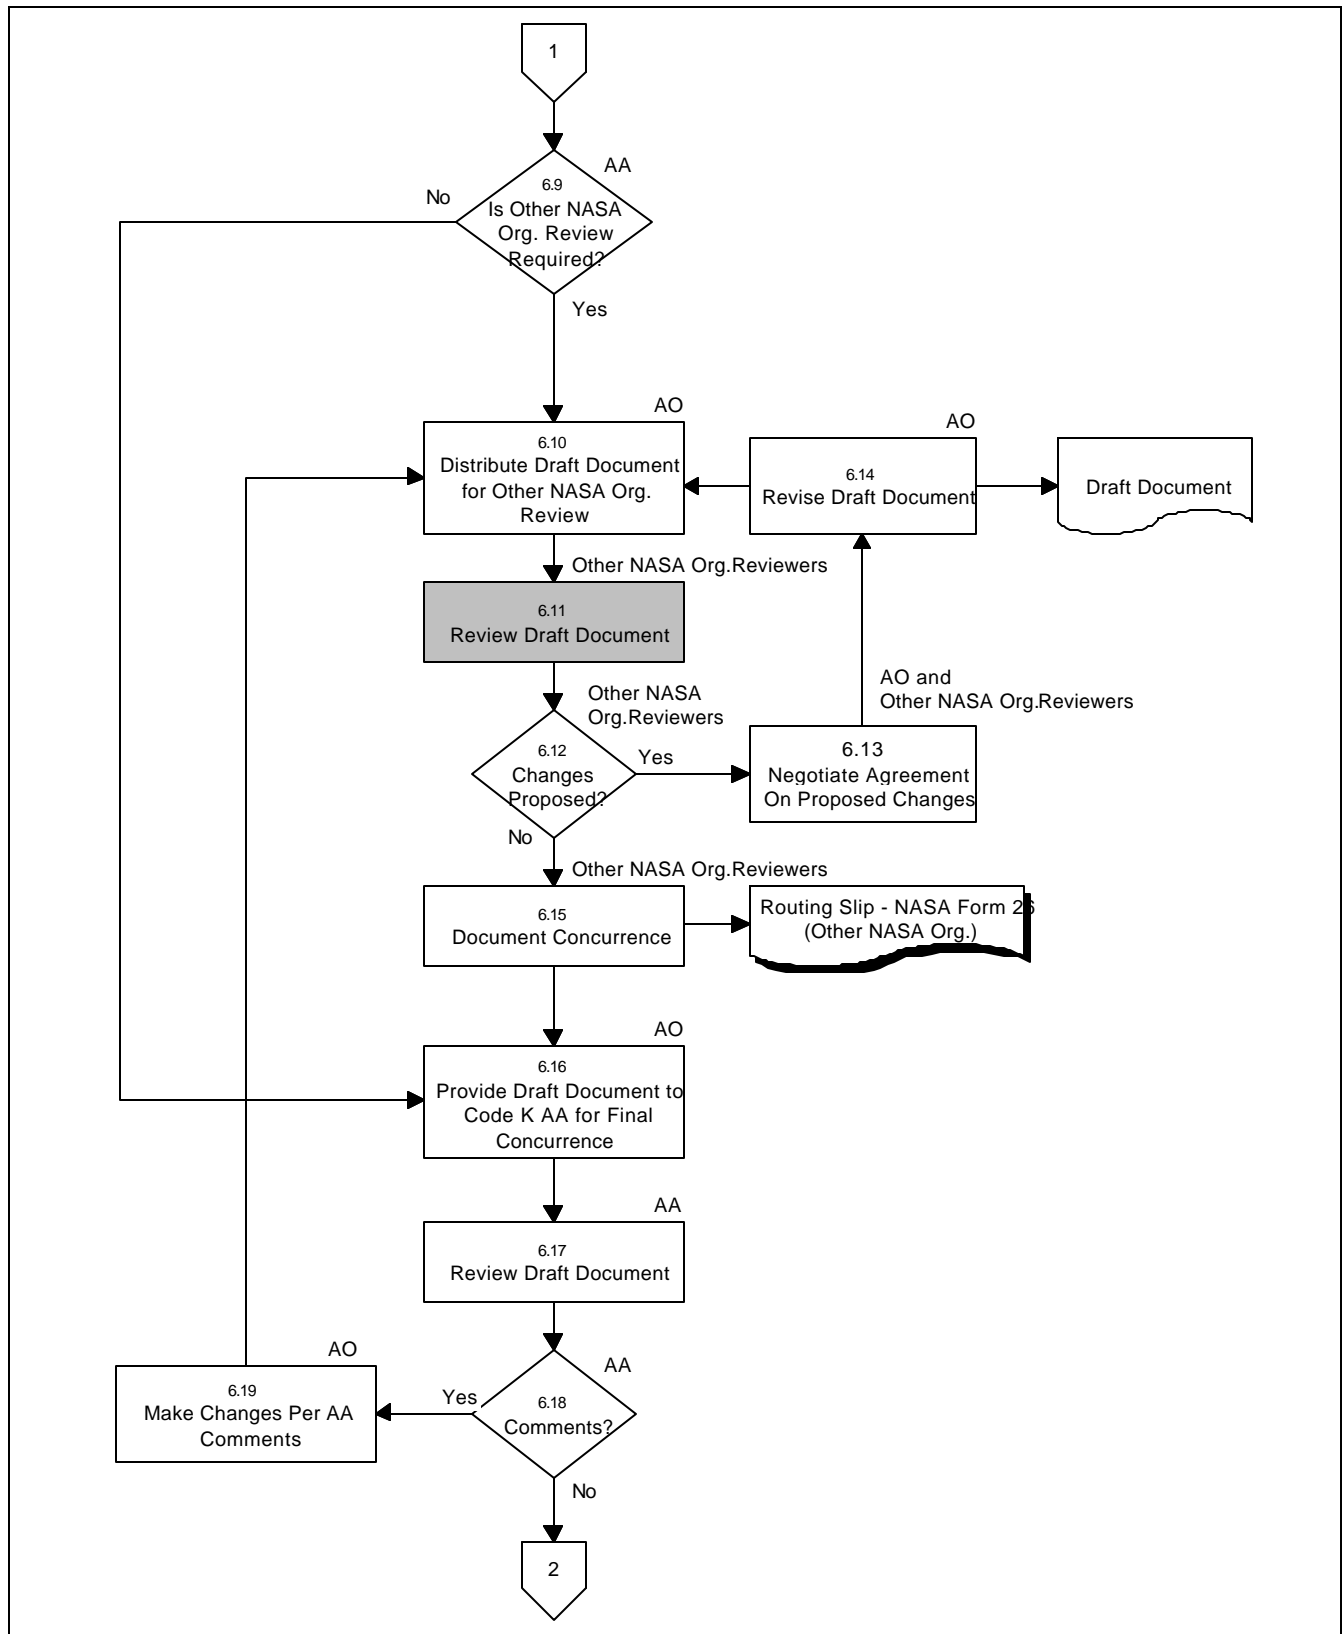 1
AA
No
6.9
Is Other NASA
Org. Review
Required?
Yes
AO
6.10
Distribute Draft Document
for Other NASA Org.
Review
AO
6.14
Revise Draft Document
Draft Document
Other NASA Org.Reviewers
6.11
Review Draft Document
Other NASA
Org.Reviewers
AO and
Other NASA Org.Reviewers
6.12
Changes
Proposed?
Yes
6.13
Negotiate Agreement
On Proposed Changes
No
Other NASA Org.Reviewers
6.15
Document Concurrence
Routing Slip - NASA Form 26
(Other NASA Org.)
AO
6.16
Provide Draft Document to
Code K AA for Final
Concurrence
AA
6.17
Review Draft Document
AO
6.19
Make Changes Per AA
Comments
Yes
AA
6.18
Comments?
No
2